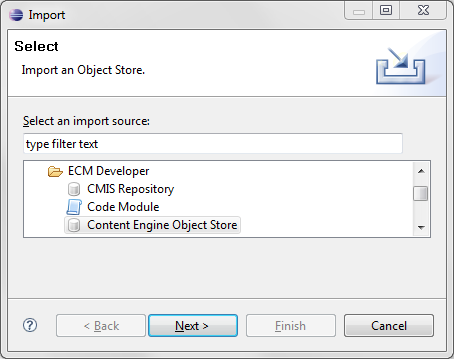 Import
Select
Import an Object Store.
Select an import source:
type filter text
ECM Developer
CMIS Repository
Code Module
Content Engine Object Store
?
< Back
Next >
Finish
Cancel